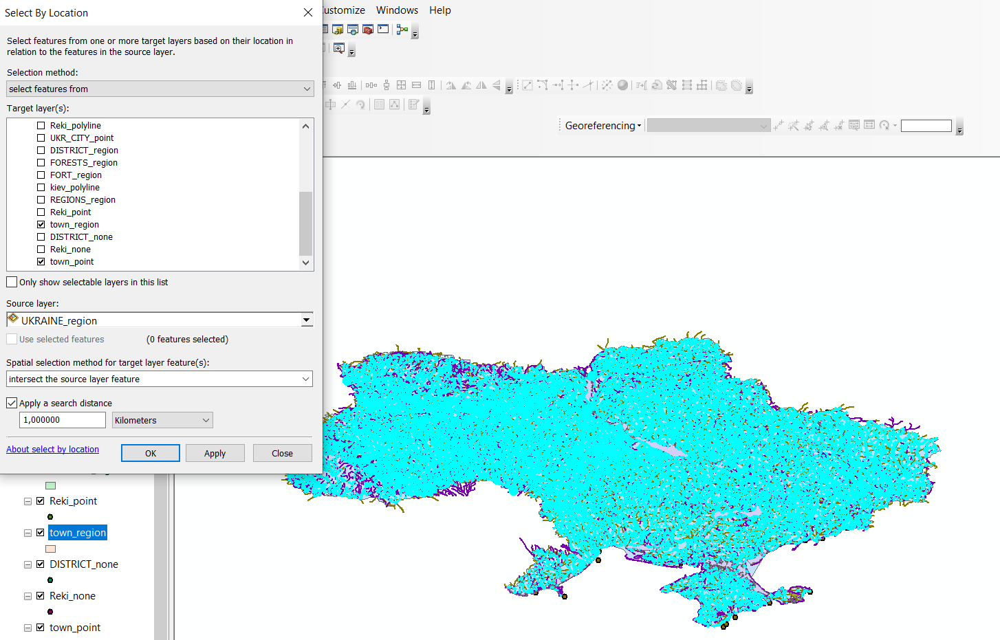 Select By Location
Customize Windows Help
Select features from one or more target layers based on their location in
relation to the features in the source layer.
Selection method:
select features from
Target layer(s):
Reki_polyline
UKR_CITY_point
DISTRICT_region
FORESTS_region
FORT_region
kiev_polyline
REGIONS_region
Reki_point
town_region
DISTRICT_none
Reki_none
town_point
Only show selectable layers in this list
Source layer:
UKRAINE_region
Use selected features (0 features selected)
Spatial selection method for target layer feature(s):
intersect the source layer feature
Apply a search distance
1,000000 Kilometers
About select by location OK Apply Close
Georeferencing
Reki_point
town_region
DISTRICT_none
Reki_none
town_point